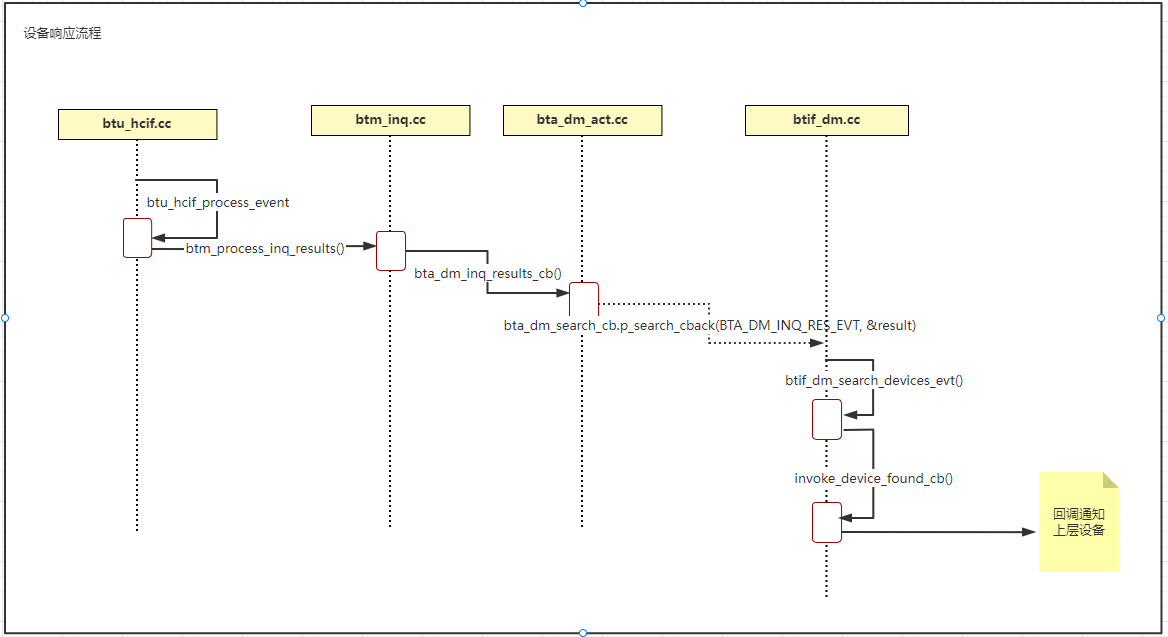 设备响应流程
btu_hcif.cc
btm_inq.cc
bta_dm_act.cc
btif_dm.cc
btu_hcif_process_event
btm_process_inq_results()
bta_dm_inq_results_cb()
bta_dm_search_cb.p_search_cback(BTA_DM_INQ_RES_EVT, &result)
btif_dm_search_devices_evt()
invoke_device_found_cb()
回调通知
上层设备